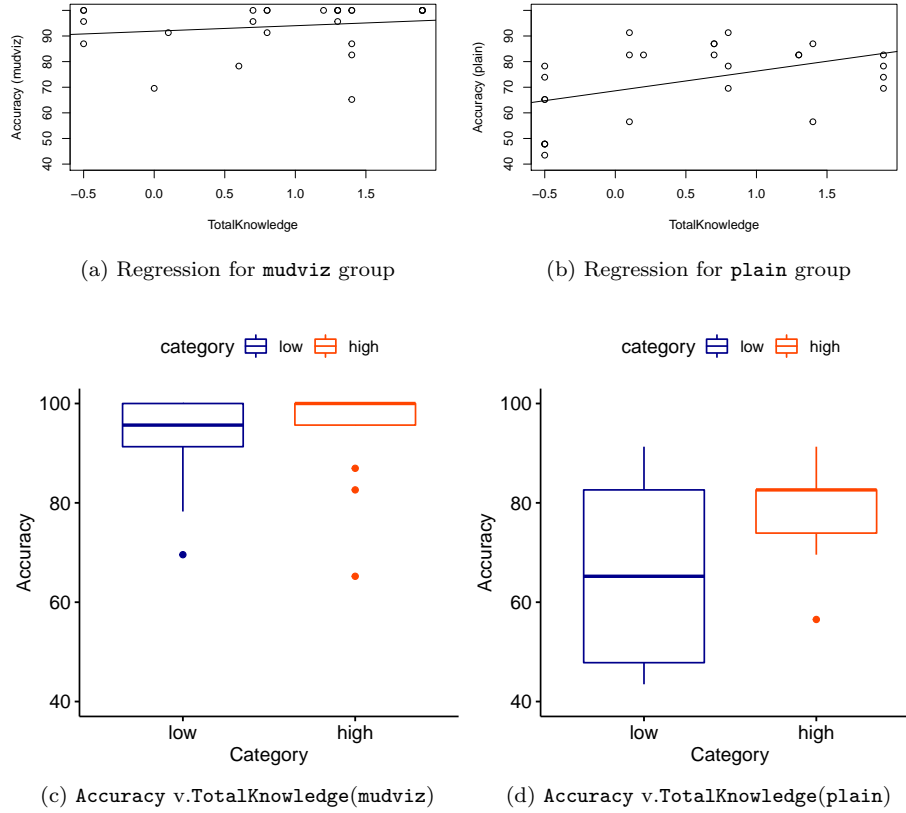 Accuracy (mudviz)
40 50 60 70 80 90
−0.5 0.0 0.5 1.0 1.5
TotalKnowledge
(a) Regression for mudviz group
Accuracy (plain)
40 50 60 70 80 90
−0.5 0.0 0.5 1.0 1.5
TotalKnowledge
(b) Regression for plain group
category low high
Accuracy
100
80
60
40
low high
Category
(c) Accuracy v.TotalKnowledge(mudviz)
category low high
Accuracy
100
80
60
40
low high
Category
(d) Accuracy v.TotalKnowledge(plain)